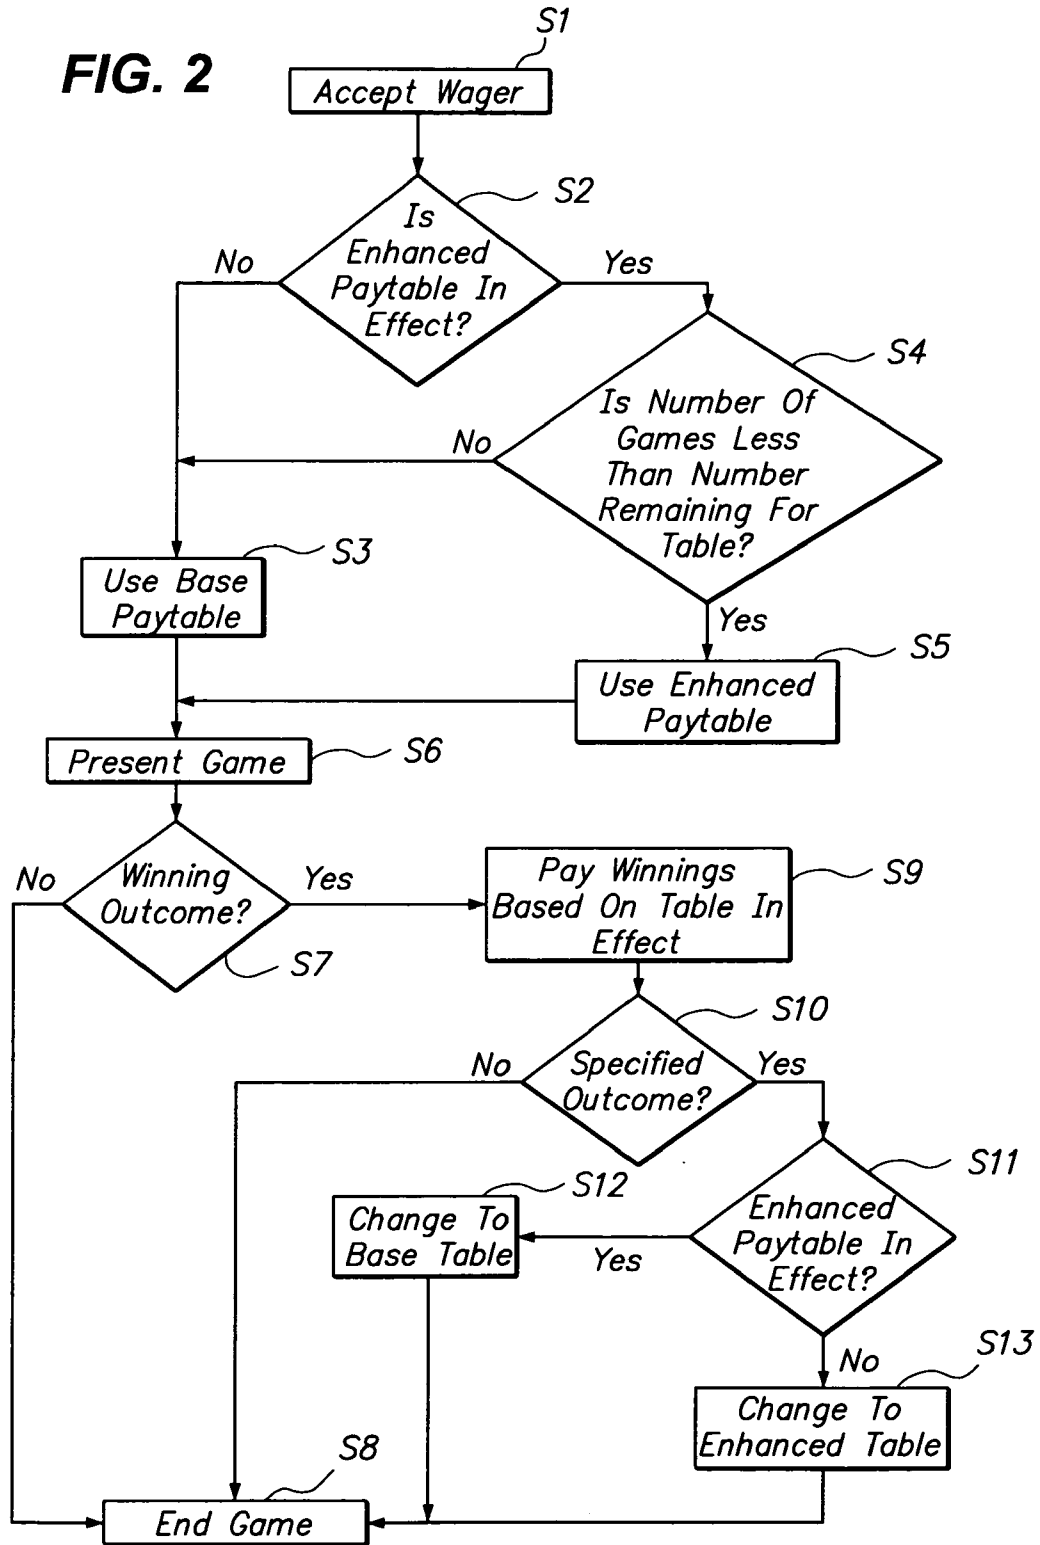 S1
FIG. 2
Accept Wager
S2
Is
Enhanced
Paytable In
Effect?
No
Yes
S4
Is Number Of
Games Less
Than Number
Remaining For
Table?
No
S3
Use Base
Paytable
Yes
S5
Use Enhanced
Paytable
S6
Present Game
No
Winning
Outcome?
Yes
S7
S9
Pay Winnings
Based On Table In
Effect
S10
No
Specified
Outcome?
Yes
S11
S12
Change To
Base Table
Yes
Enhanced
Paytable In
Effect?
No
S13
Change To
Enhanced Table
S8
End Game